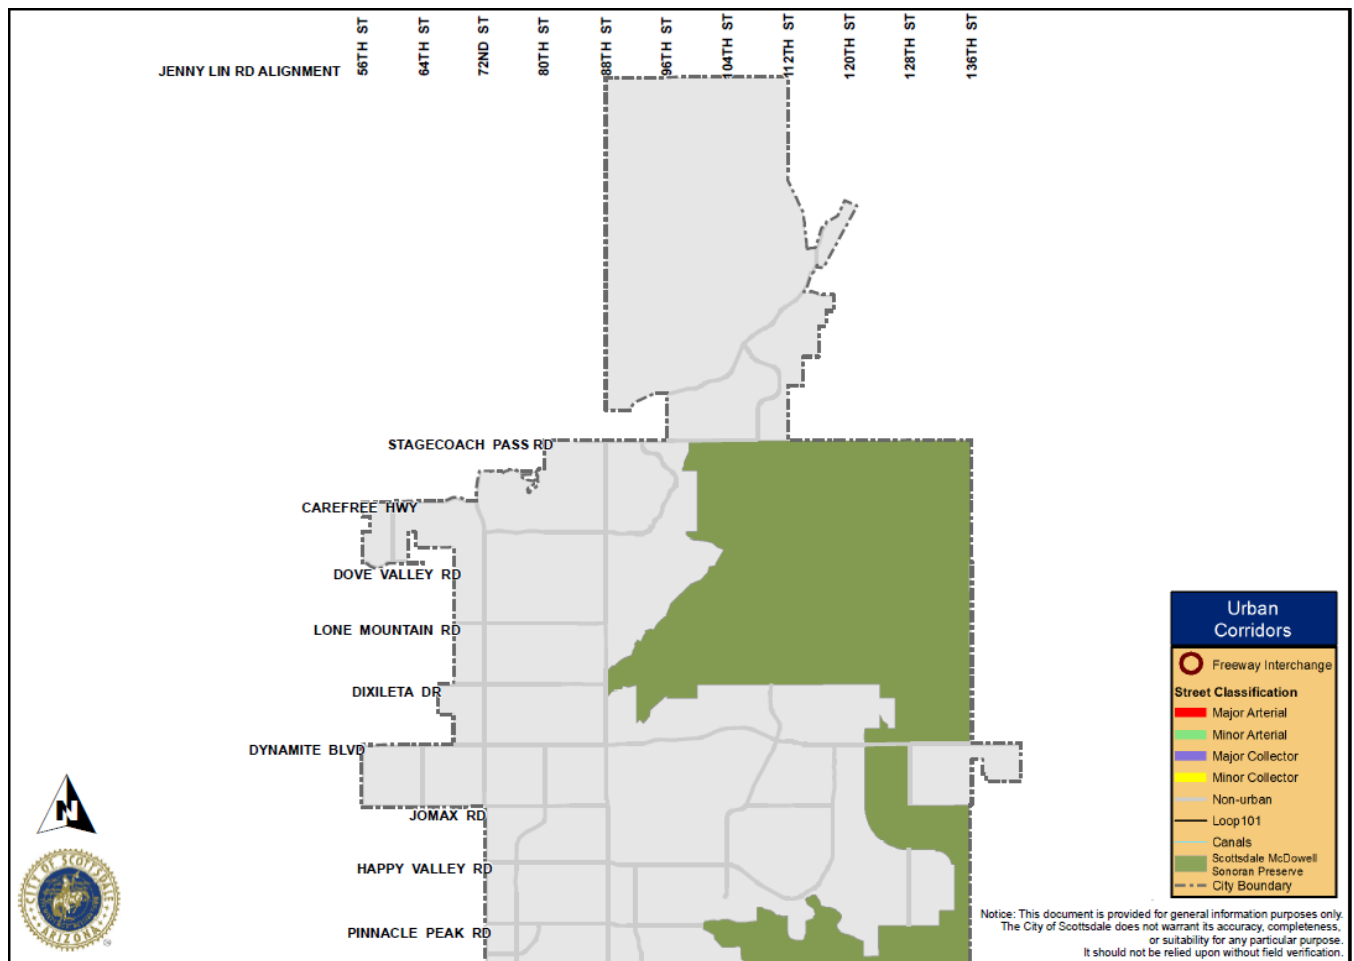 56TH ST
64TH ST
72ND ST
80TH ST
88TH ST
96TH ST
104TH ST
112TH ST
120TH ST
128TH ST
136TH ST
JENNY LIN RD ALIGNMENT
STAGECOACH PASS RD
CAREFREE HWY
DOVE VALLEY RD
LONE MOUNTAIN RD
DIXILETA DR
DYNAMITE BLVD
JOMAX RD
HAPPY VALLEY RD
PINNACLE PEAK RD
N
CITY OF SCOTTSDALE
ARIZONA
Urban
Corridors
Freeway Interchange
Street Classification
Major Arterial
Minor Arterial
Major Collector
Minor Collector
Non-urban
Loop101
Canals
Scottsdale McDowell
Sonoran Preserve
City Boundary
Notice: This document is provided for general information purposes only.
The City of Scottsdale does not warrant its accuracy, completeness,
or suitability for any particular purpose.
It should not be relied upon without field verification.